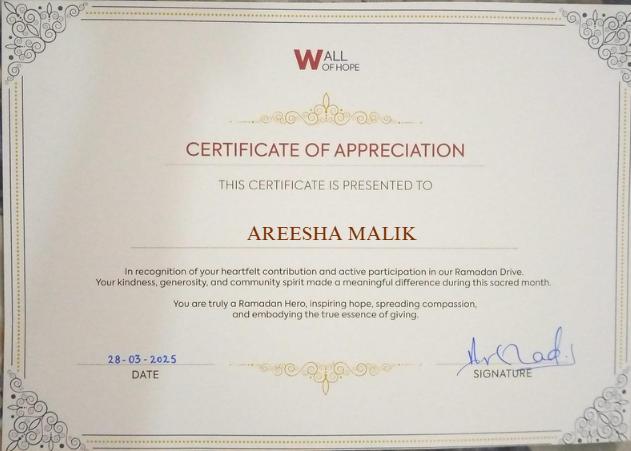 WALL
OF HOPE
CERTIFICATE OF APPRECIATION
THIS CERTIFICATE IS PRESENTED TO
AREESHA MALIK
In recognition of your heartfelt contribution and active participation in our Ramadan Drive.
Your kindness, generosity, and community spirit made a meaningful difference during this sacred month.
You are truly a Ramadan Hero, inspiring hope, spreading compassion,
and embodying the true essence of giving.
28-03-2025
DATE
SIGNATURE